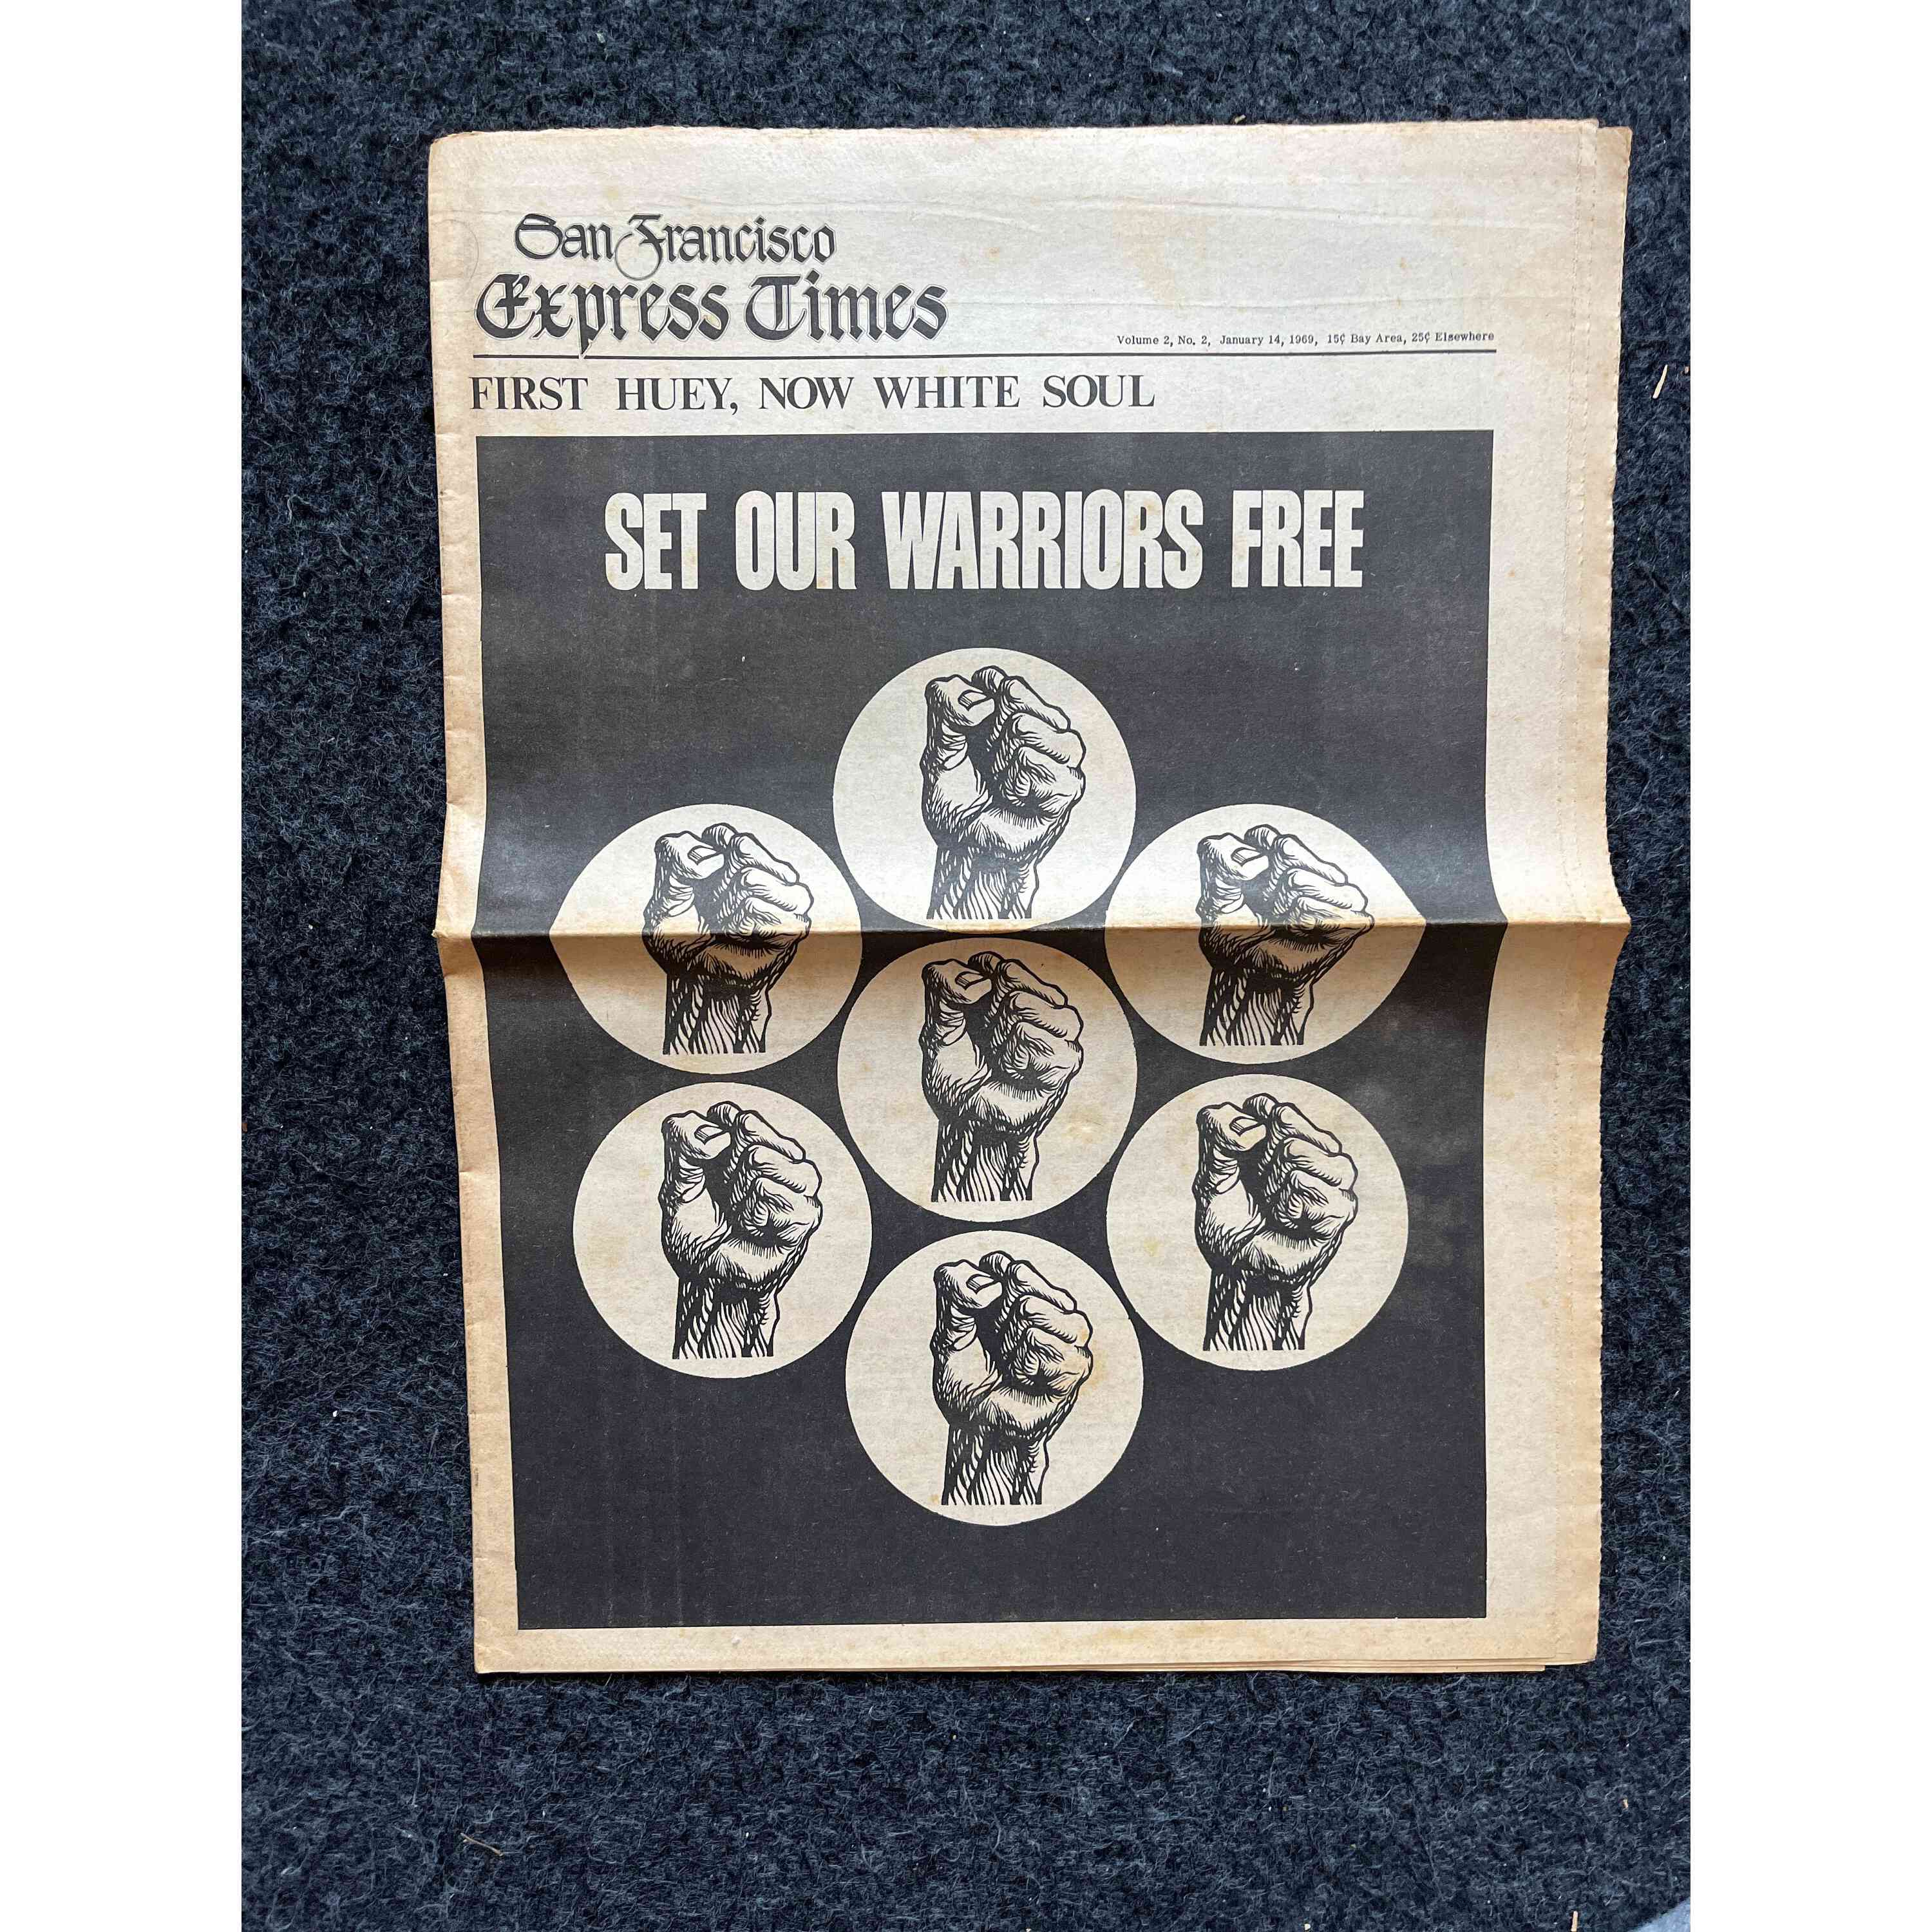 San Francisco
Express Times
Volume 2, No. 2, January 14, 1969, 15¢ Bay Area, 25¢ Elsewhere
FIRST HUEY, NOW WHITE SOUL
SET OUR WARRIORS FREE